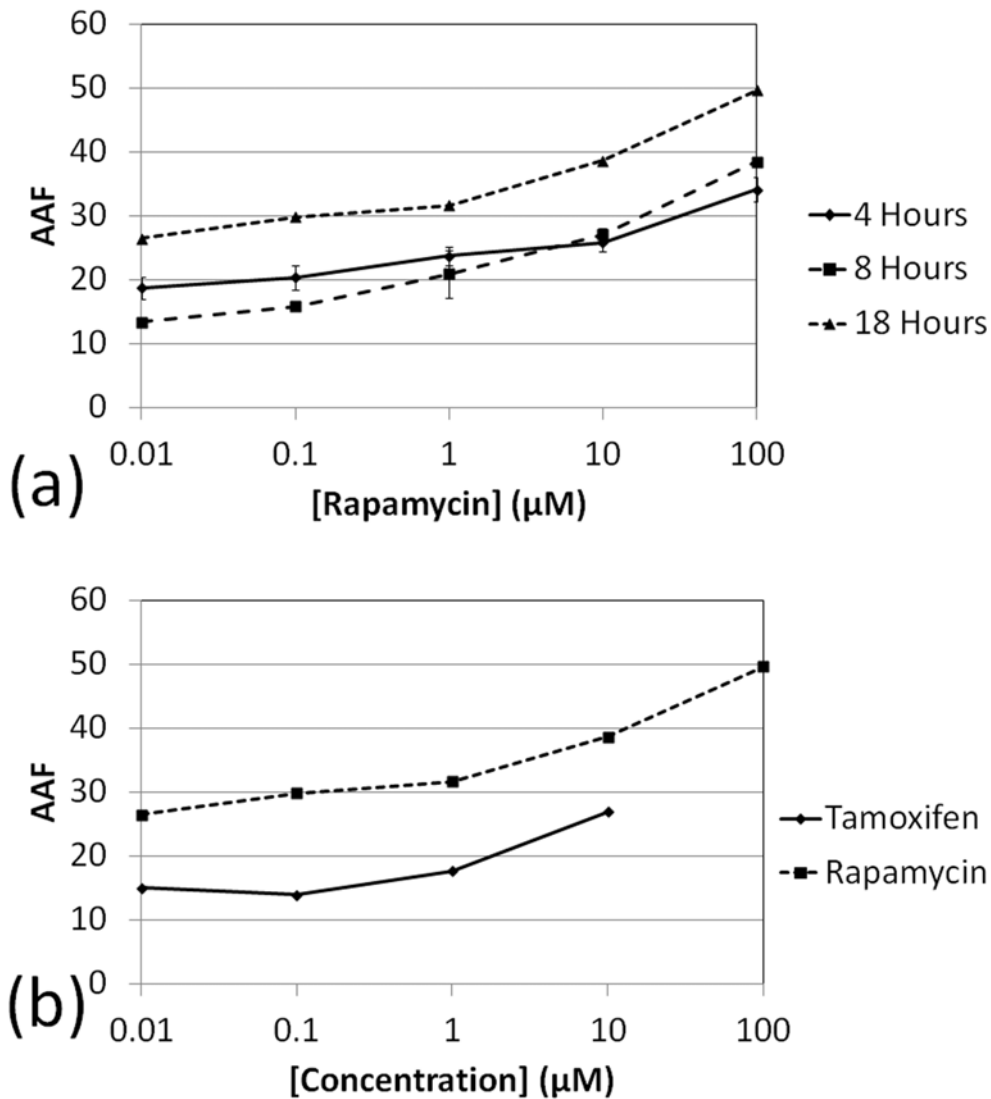 60
50
40
30
20
10
0
AAF
0.01 0.1 1 10 100
[Rapamycin] (μM)
4 Hours
8 Hours
18 Hours
(a)
60
50
40
30
20
10
0
AAF
0.01 0.1 1 10 100
[Concentration] (μM)
Tamoxifen
Rapamycin
(b)